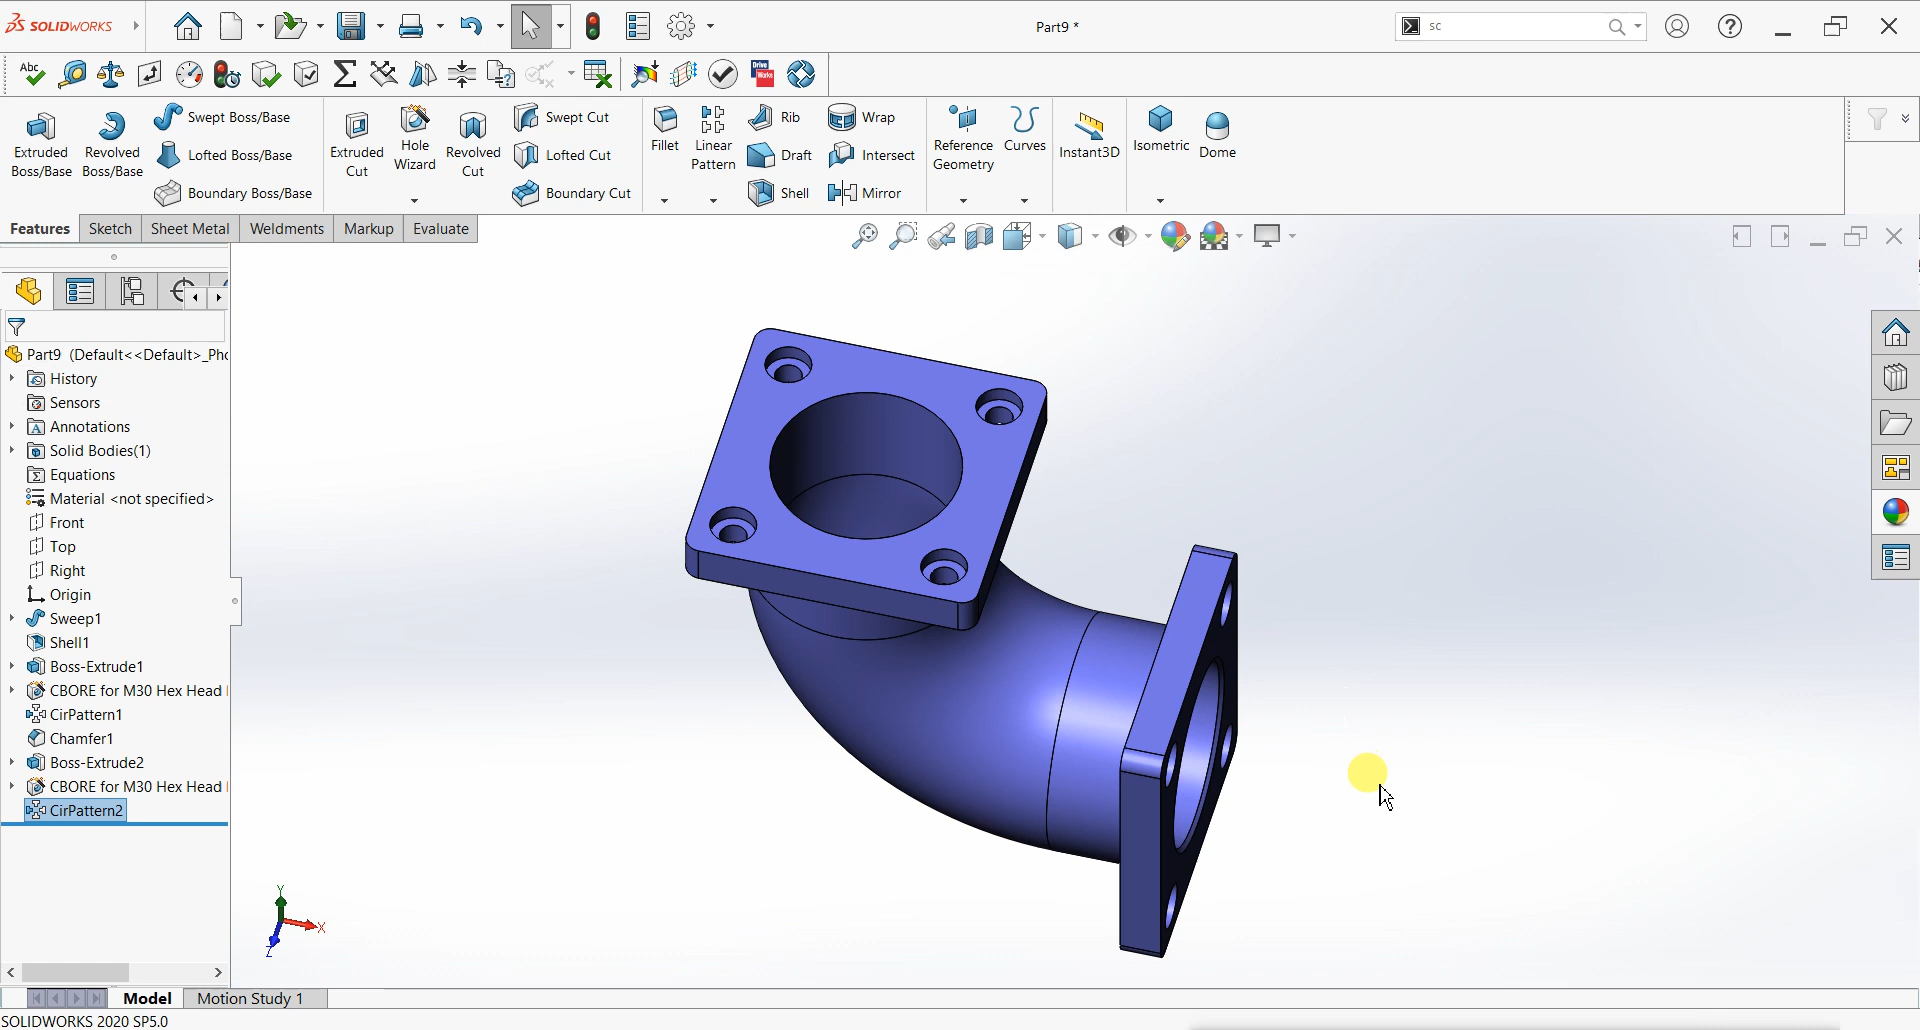 SOLIDWORKS
Part9 *
sc
Abc
Drive
Works
Extruded
Boss/Base
Revolved
Boss/Base
Swept Boss/Base
Lofted Boss/Base
Boundary Boss/Base
Extruded
Cut
Hole
Wizard
Revolved
Cut
Swept Cut
Lofted Cut
Boundary Cut
Fillet
Linear
Pattern
Rib
Draft
Shell
Wrap
Intersect
Mirror
Reference
Geometry
Curves
Instant3D
Isometric
Dome
Features
Sketch
Sheet Metal
Weldments
Markup
Evaluate
Part9 (Default<<Default>_Pho
History
Sensors
Annotations
Solid Bodies(1)
Equations
Material <not specified>
Front
Top
Right
Origin
Sweep1
Shell1
Boss-Extrude1
CBORE for M30 Hex Head
CirPattern1
Chamfer1
Boss-Extrude2
CBORE for M30 Hex Head
CirPattern2
Y
X
Z
Model
Motion Study 1
SOLIDWORKS 2020 SP5.0